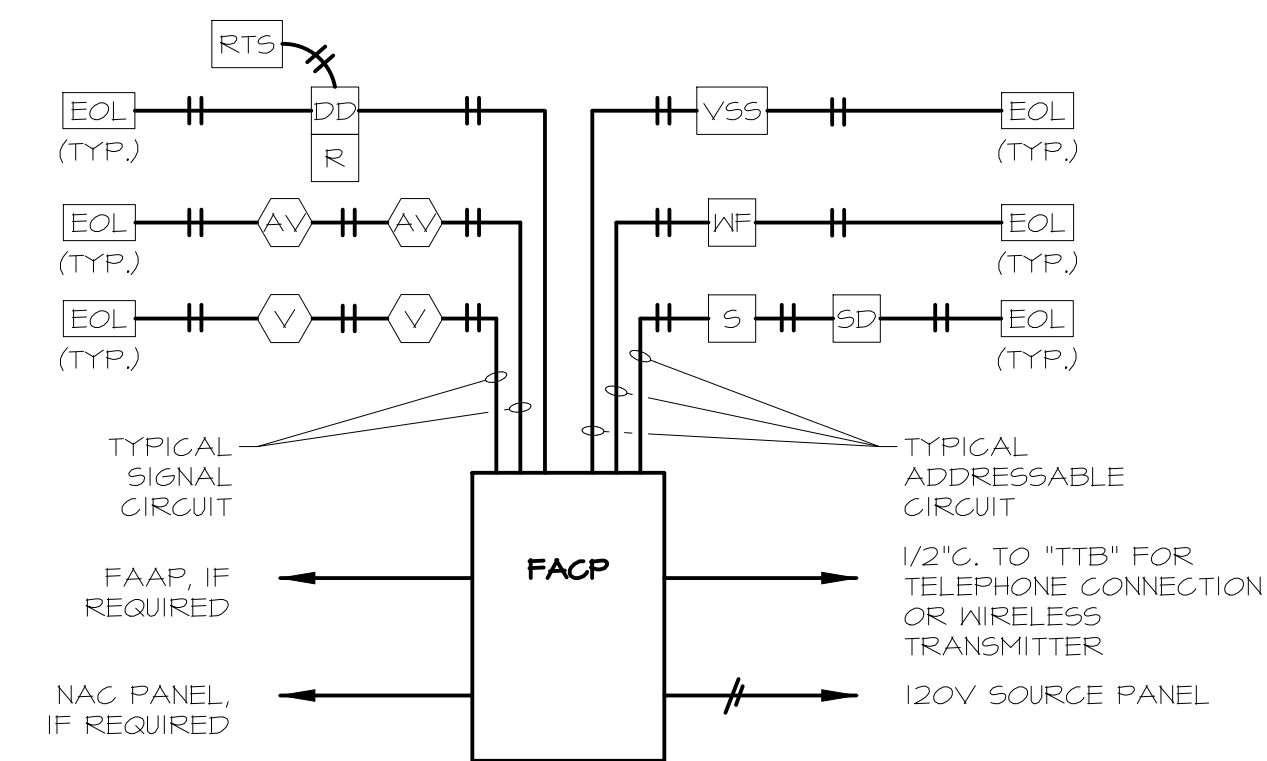 RTS
EOL
DD
VSS
EOL
(TYP.)
R
(TYP.)
EOL
AV
AV
WF
EOL
(TYP.)
(TYP.)
EOL
V
V
S
SD
EOL
(TYP.)
(TYP.)
TYPICAL
SIGNAL
CIRCUIT
TYPICAL
ADDRESSABLE
CIRCUIT
FACP
FAAP, IF
REQUIRED
1/2"C. TO "TTB" FOR
TELEPHONE CONNECTION
OR WIRELESS
TRANSMITTER
NAC PANEL,
IF REQUIRED
120V SOURCE PANEL